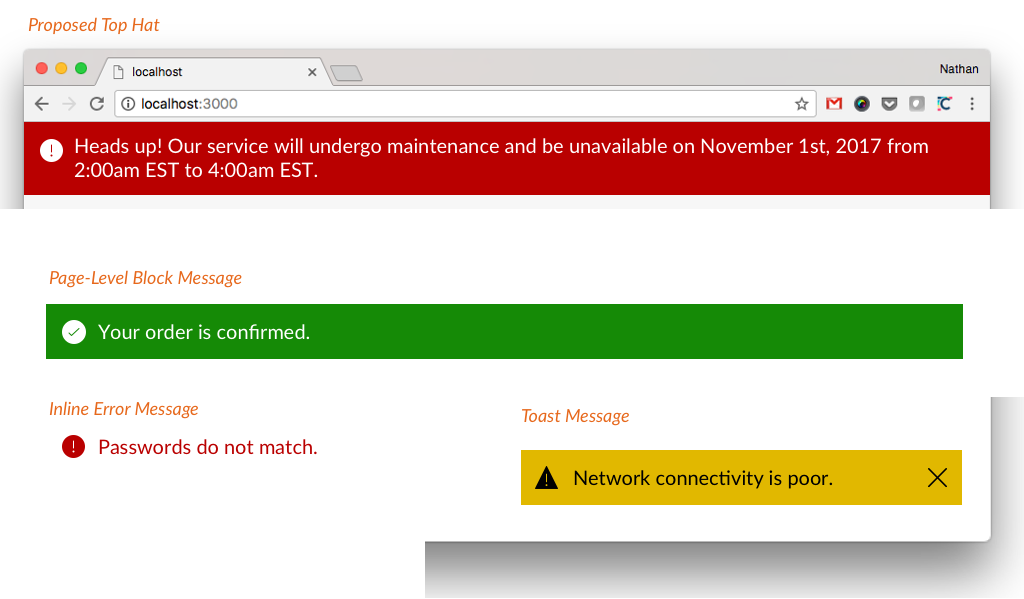 Proposed Top Hat
localhost
Nathan
localhost:3000
Heads up! Our service will undergo maintenance and be unavailable on November 1st, 2017 from
2:00am EST to 4:00am EST.
Page-Level Block Message
Your order is confirmed.
Inline Error Message
Passwords do not match.
Toast Message
Network connectivity is poor.